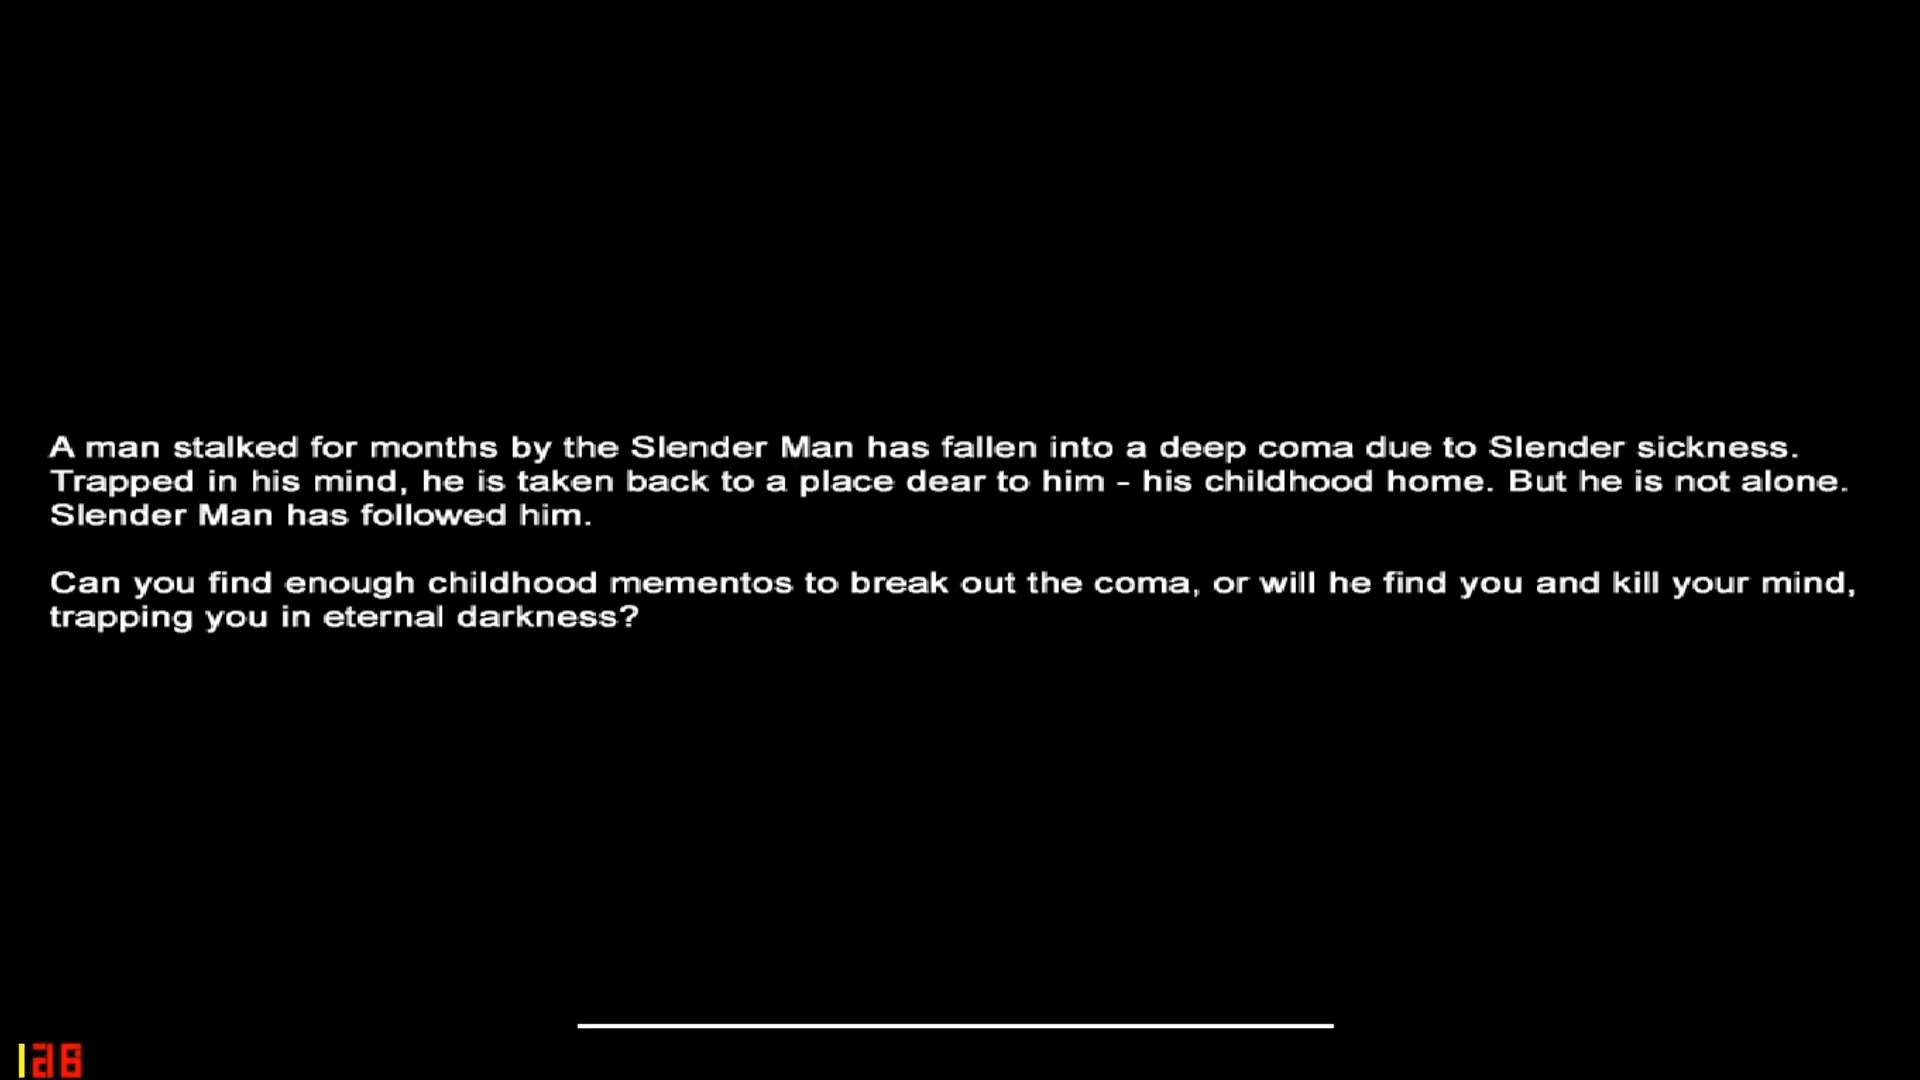 A man stalked for months by the Slender Man has fallen into a deep coma due to Slender sickness.
Trapped in his mind, he is taken back to a place dear to him - his childhood home. But he is not alone.
Slender Man has followed him.
Can you find enough childhood mementos to break out the coma, or will he find you and kill your mind,
trapping you in eternal darkness?